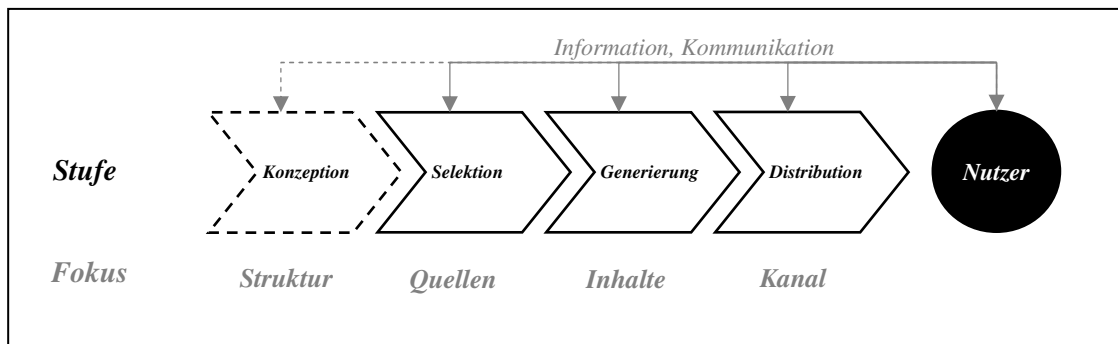 Information, Kommunikation
Stufe
Konzeption
Selektion
Generierung
Distribution
Nutzer
Fokus
Struktur
Quellen
Inhalte
Kanal